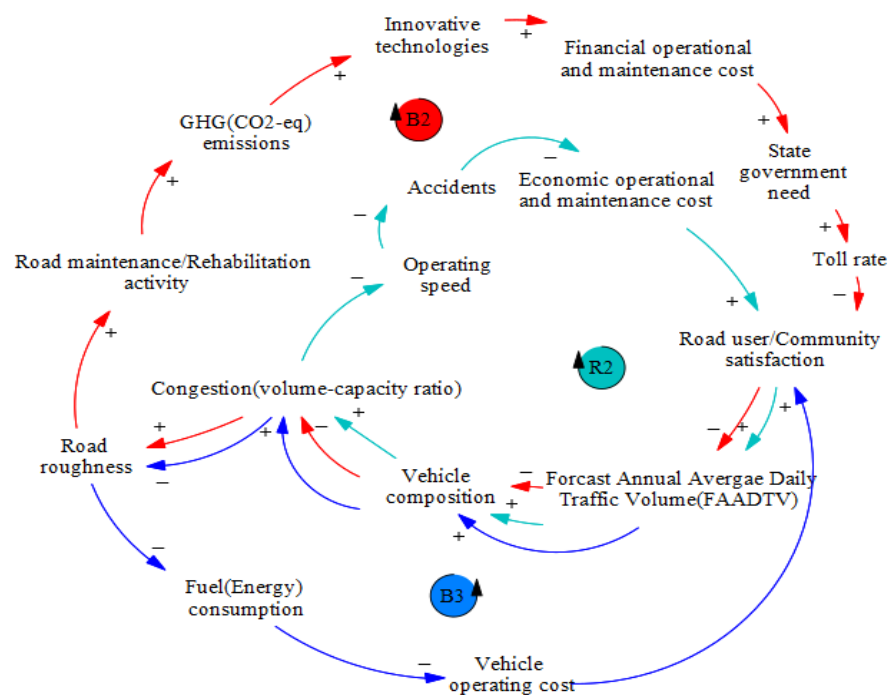 Innovative
technologies
+
Financial operational
and maintenance cost
+
GHG(CO2-eq)
emissions
B2
+
State
government
need
Accidents
−
Economic operational
and maintenance cost
+
−
+
Toll rate
Road maintenance/Rehabilitation
activity
−
Operating
speed
−
+
+
Road user/Community
satisfaction
R2
Congestion(volume-capacity ratio)
+
+
−
+
+
+
−
Road
roughness
−
Vehicle
composition
−
+
Forcast Annual Avergae Daily
Traffic Volume(FAADTV)
+
−
Fuel(Energy)
consumption
B3
−
Vehicle
operating cost